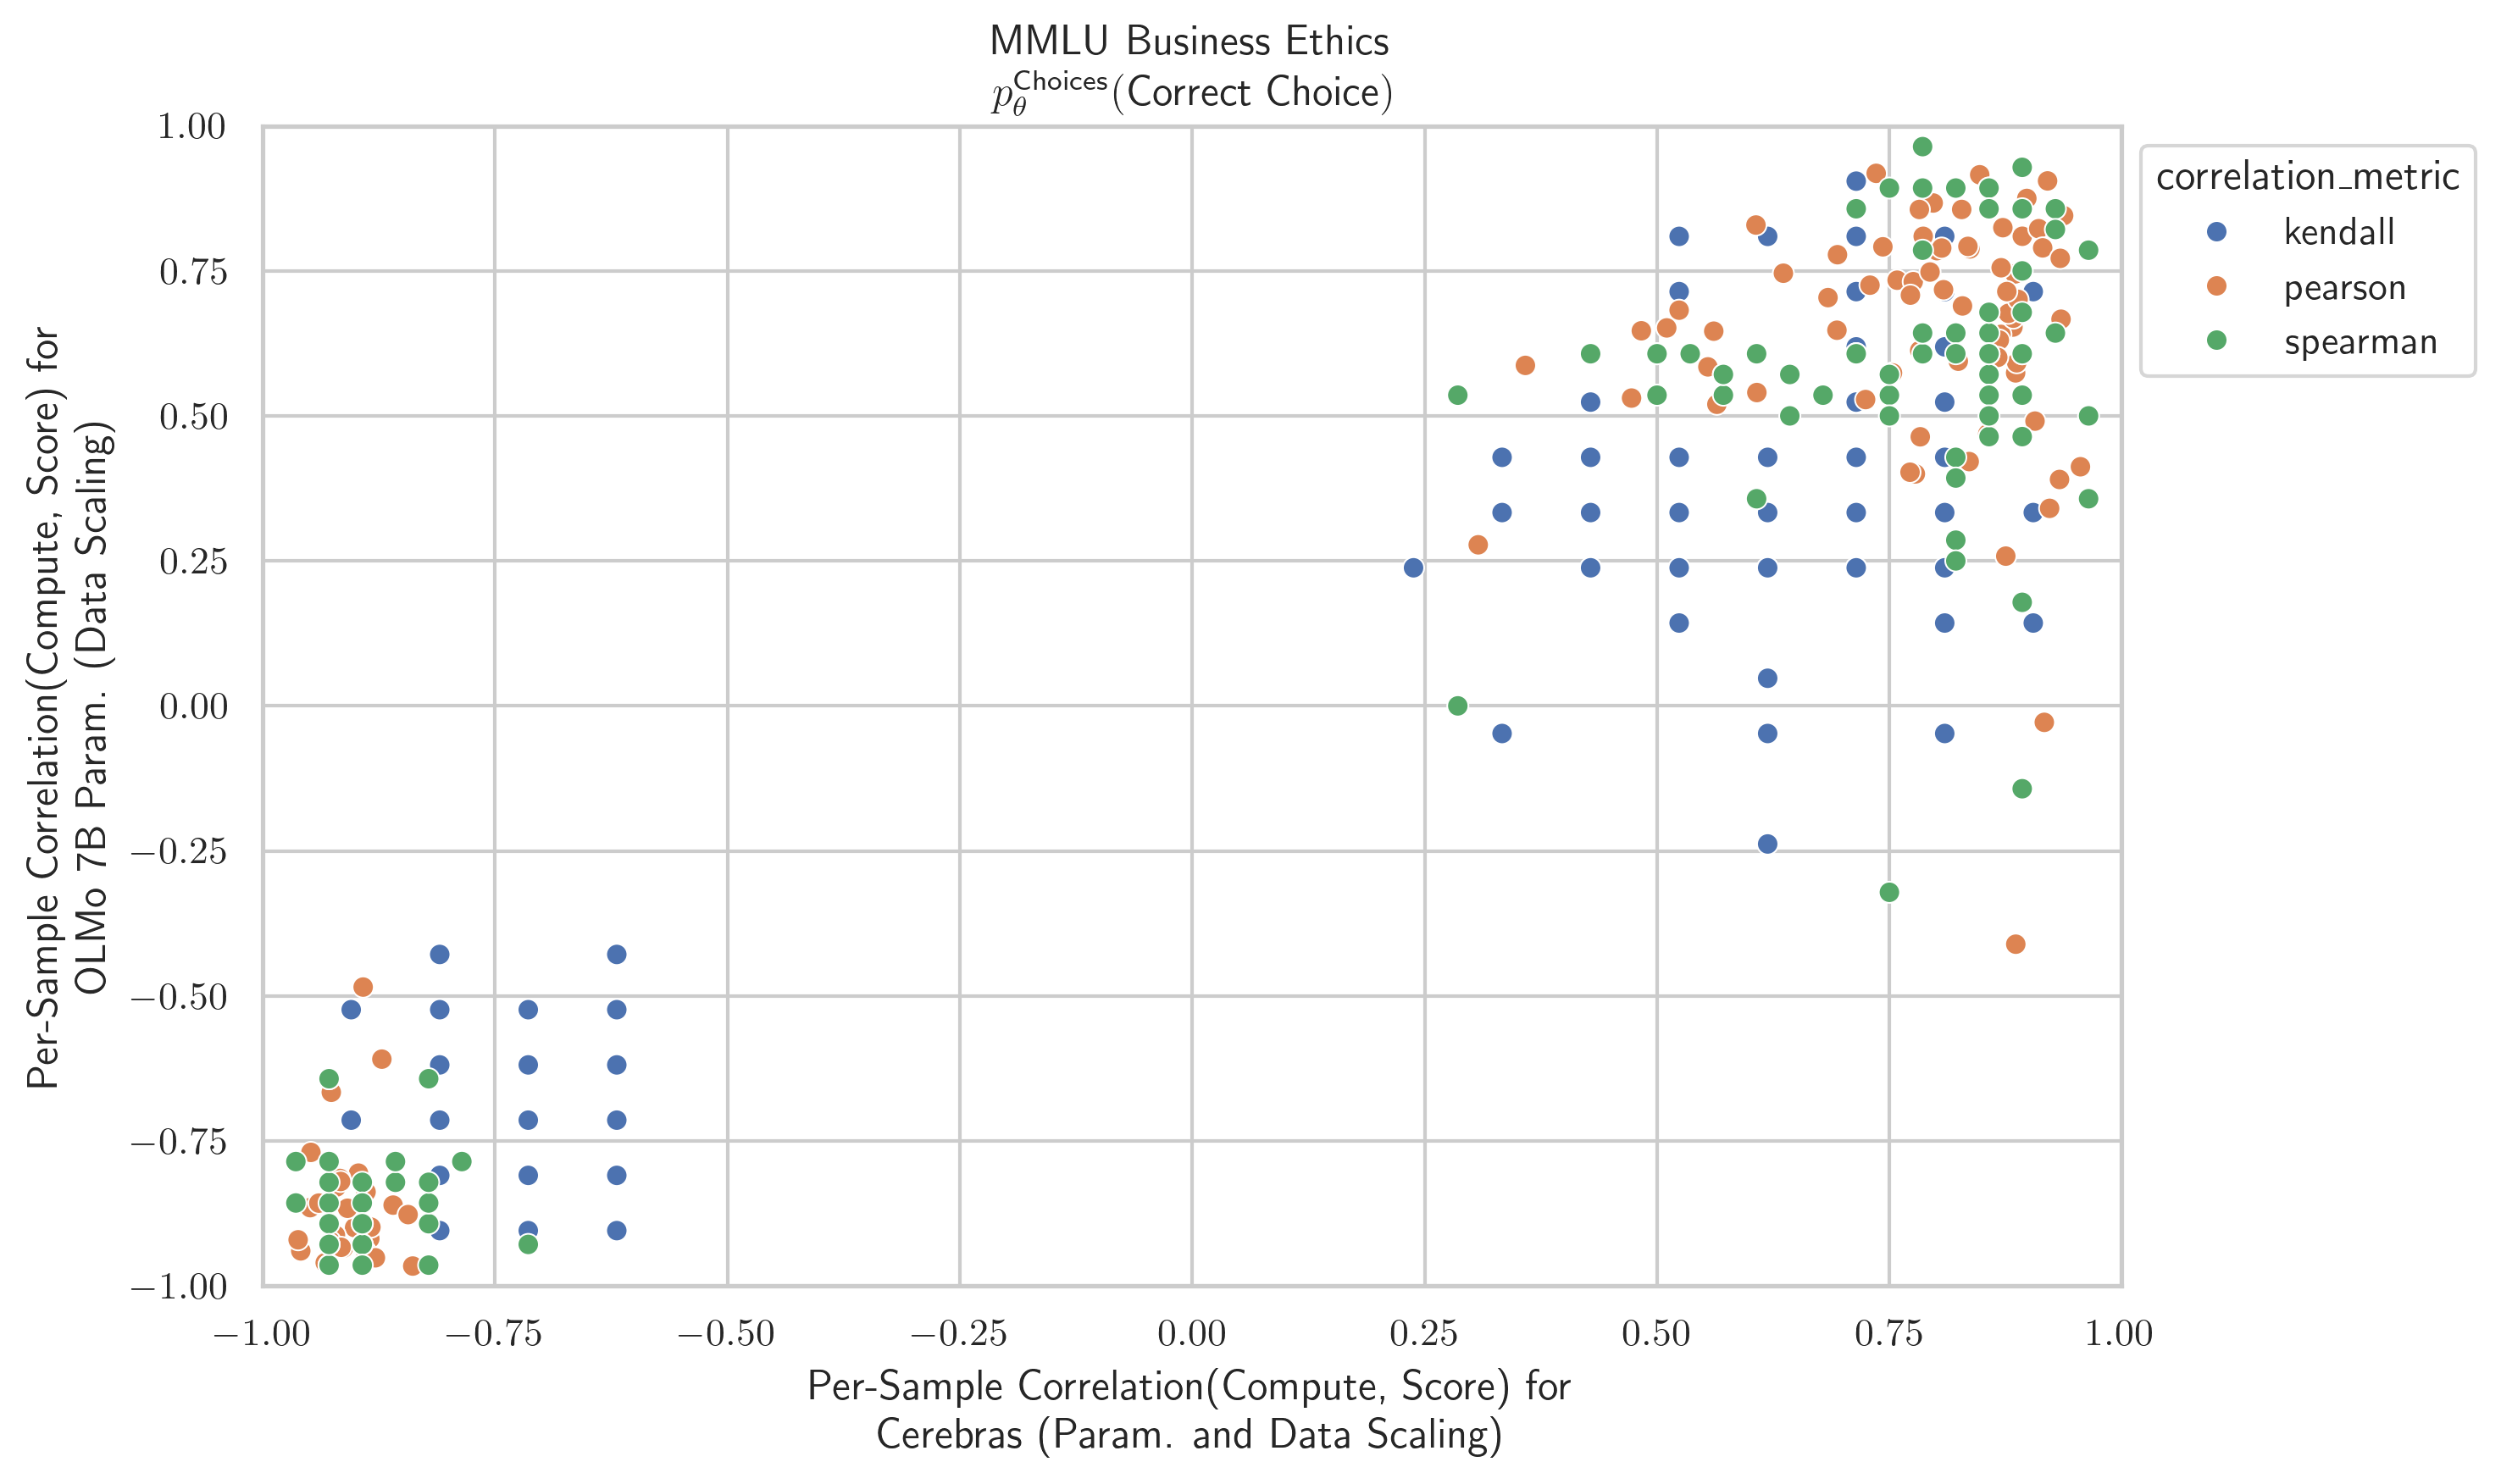 MMLU Business Ethics
p_θ^Choices(Correct Choice)
1.00
0.75
0.50
0.25
0.00
−0.25
−0.50
−0.75
−1.00
Per-Sample Correlation(Compute, Score) for
OLMo 7B Param. (Data Scaling)
correlation_metric
kendall
pearson
spearman
−1.00 −0.75 −0.50 −0.25 0.00 0.25 0.50 0.75 1.00
Per-Sample Correlation(Compute, Score) for
Cerebras (Param. and Data Scaling)